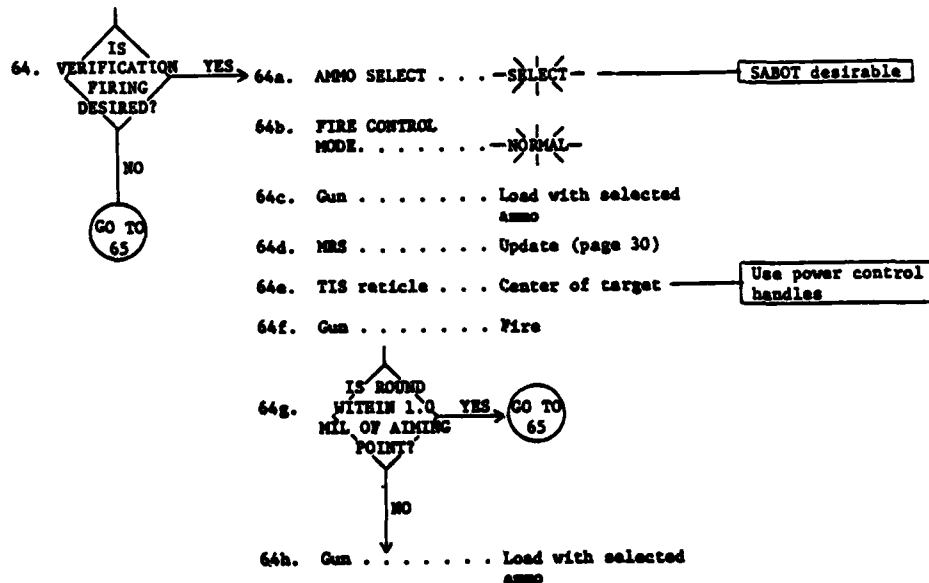 64. IS VERIFICATION FIRING DESIRED?
YES
64a. AMMO SELECT . . . SELECT
SABOT desirable
64b. FIRE CONTROL
MODE. . . . . . . NORMAL
NO
GO TO 65
64c. Gun . . . . . . . Load with selected
ammo
64d. MRS . . . . . . . Update (page 30)
64e. TIS reticle . . . Center of target
Use power control
handles
64f. Gun . . . . . . . Fire
64g. IS ROUND WITHIN 1.0 MIL OF AIMING POINT?
YES
GO TO 65
NO
64h. Gun . . . . . . . Load with selected
ammo